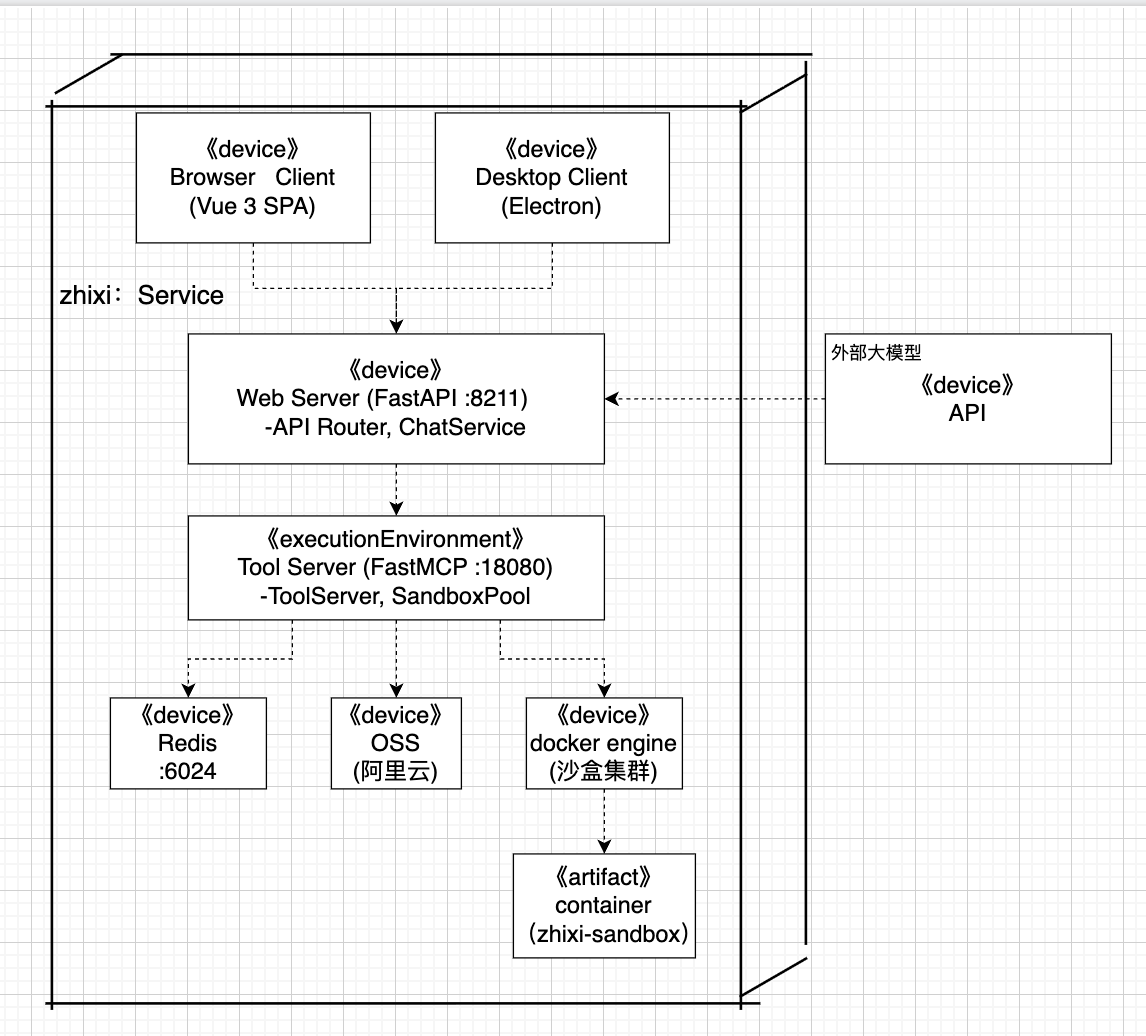 《device》
Browser Client
(Vue 3 SPA)
《device》
Desktop Client
(Electron)
zhixi：Service
《device》
Web Server (FastAPI :8211)
-API Router, ChatService
外部大模型
《device》
API
《executionEnvironment》
Tool Server (FastMCP :18080)
-ToolServer, SandboxPool
《device》
Redis
:6024
《device》
OSS
(阿里云)
《device》
docker engine
(沙盒集群)
《artifact》
container
（zhixi-sandbox）